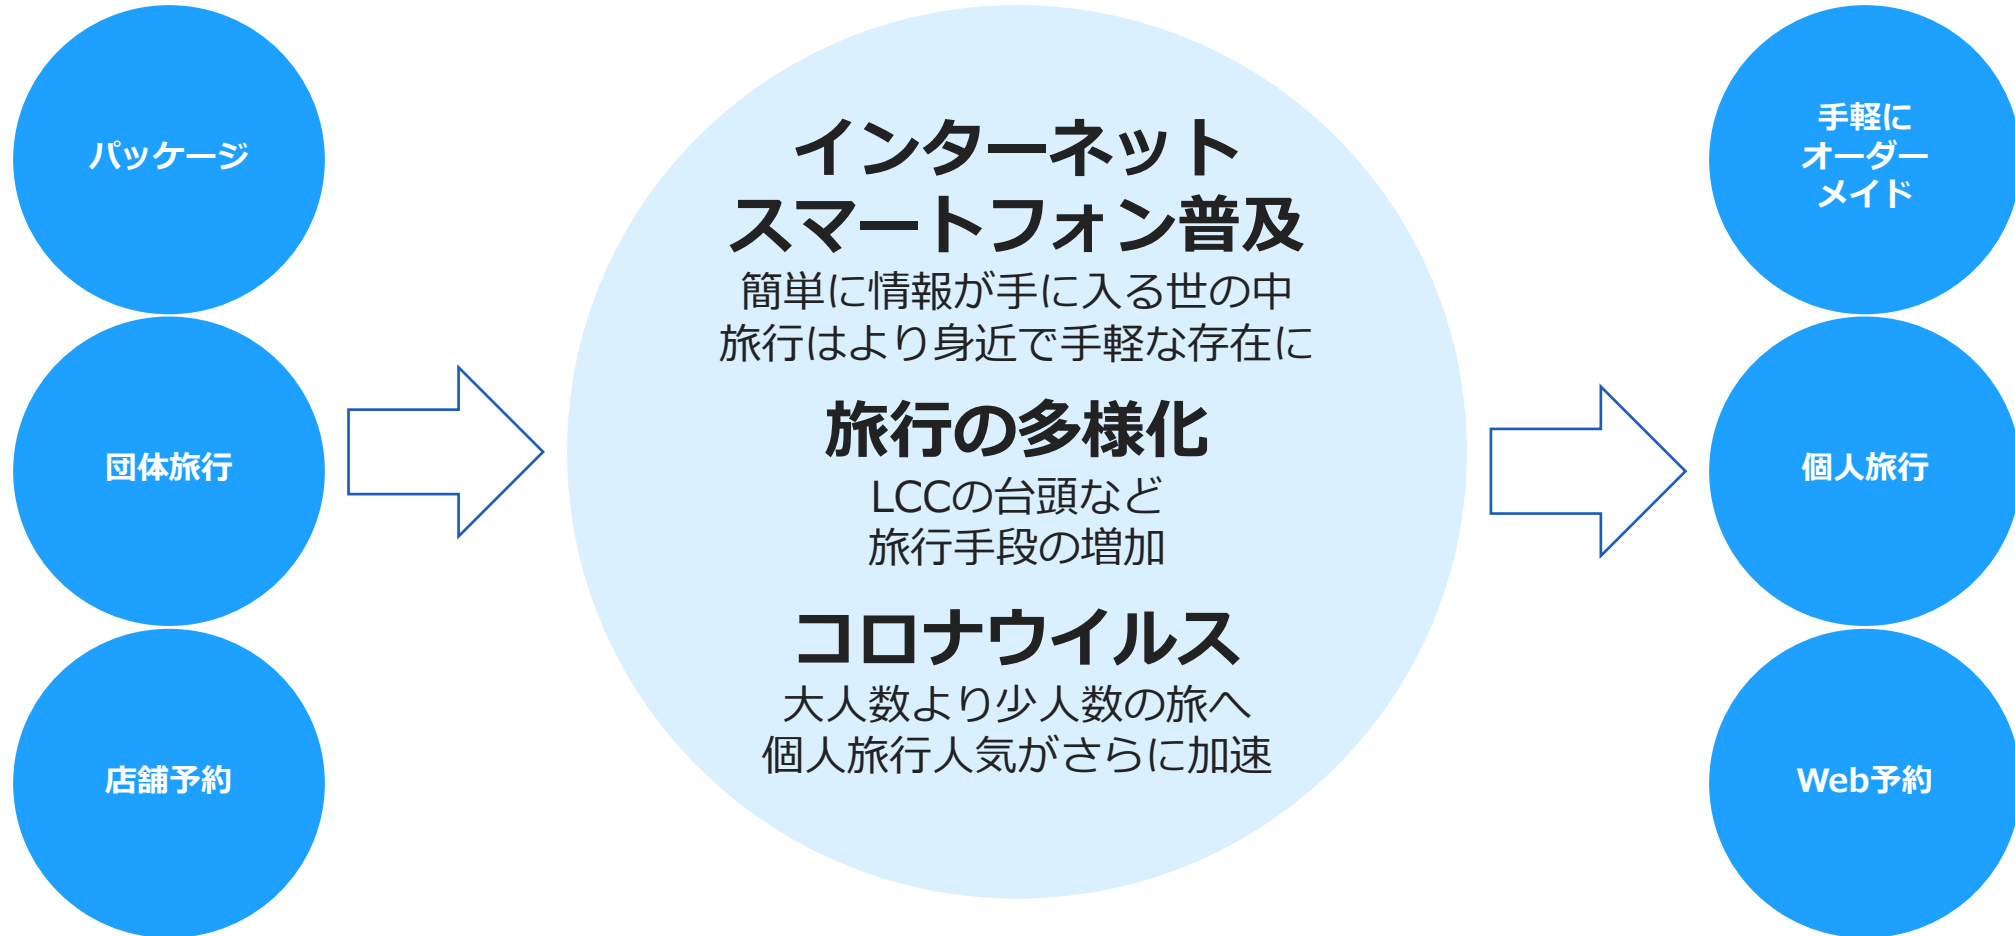 パッケージ
団体旅行
店舗予約
インターネット
スマートフォン普及
簡単に情報が手に入る世の中
旅行はより身近で手軽な存在に
旅行の多様化
LCCの台頭など
旅行手段の増加
コロナウイルス
大人数より少人数の旅へ
個人旅行人気がさらに加速
手軽に
オーダー
メイド
個人旅行
Web予約